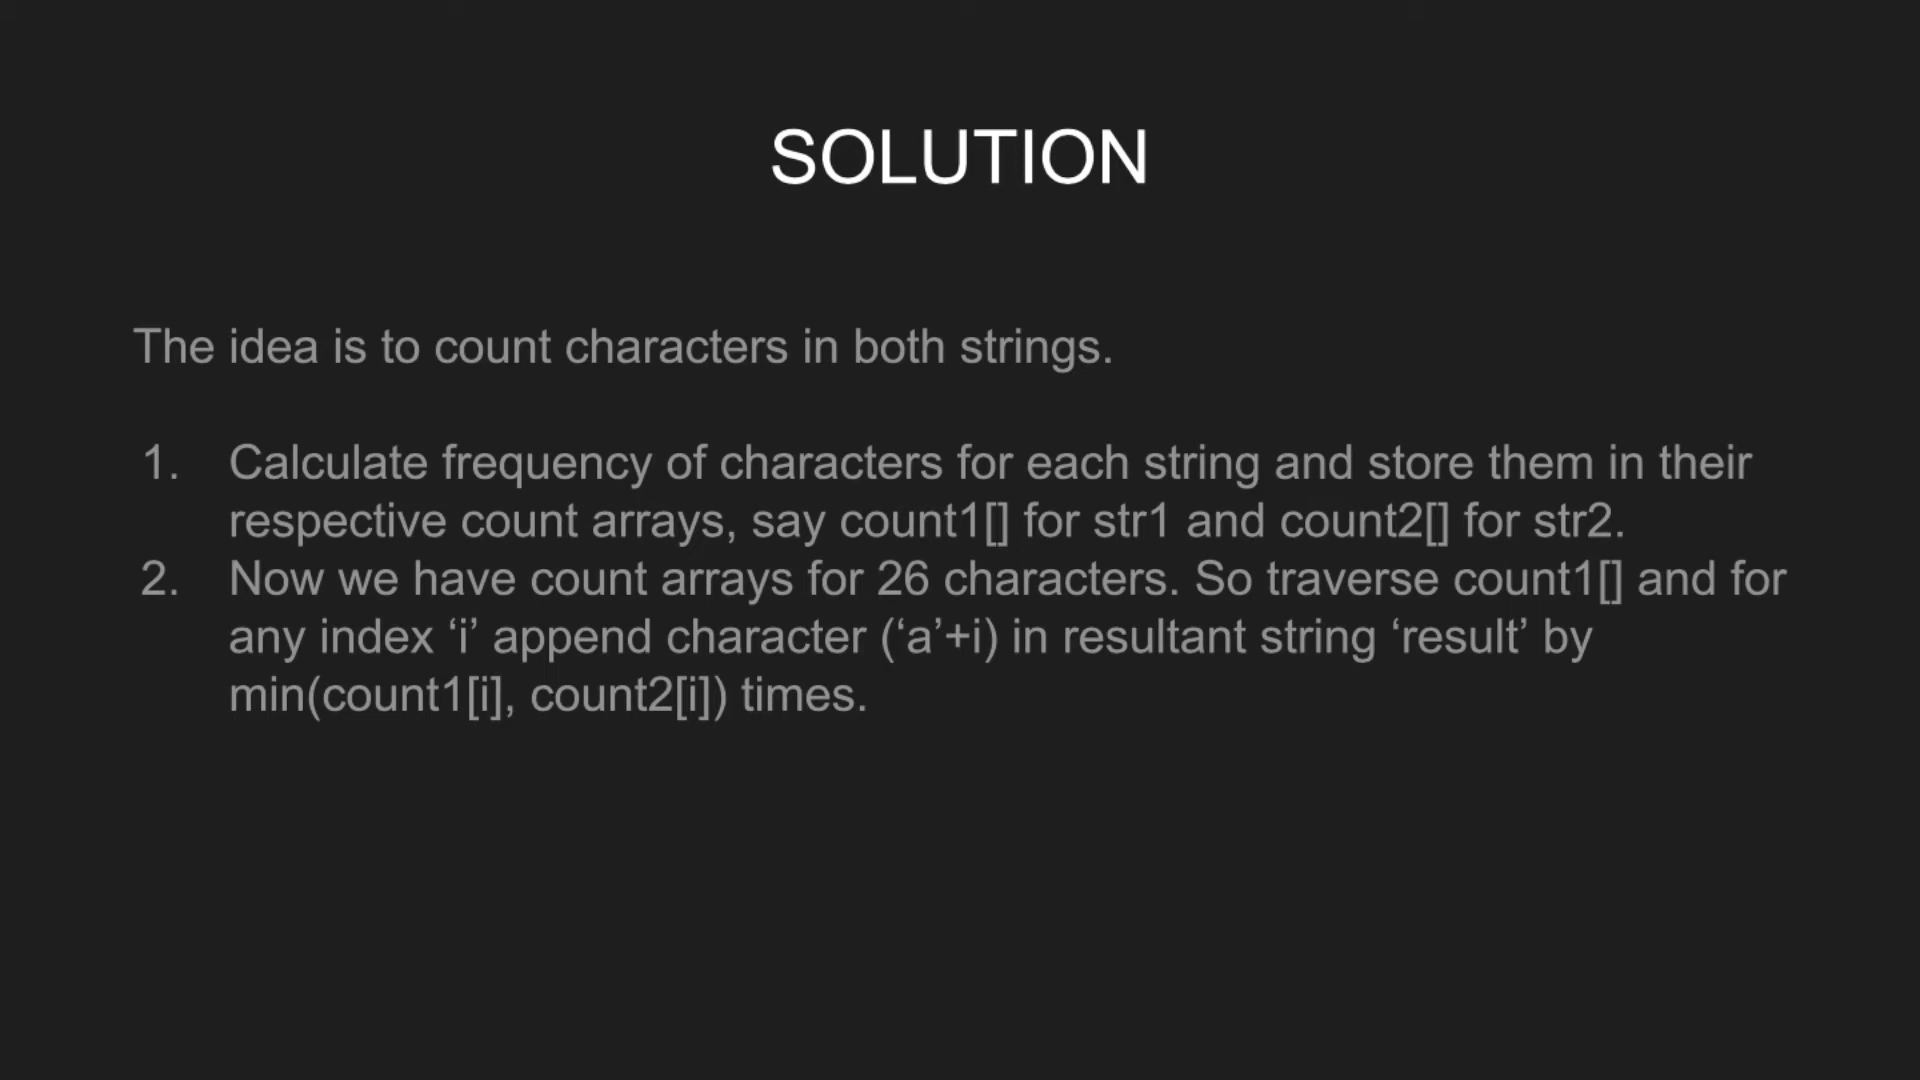 SOLUTION
The idea is to count characters in both strings.
1. Calculate frequency of characters for each string and store them in their
respective count arrays, say count1[] for str1 and count2[] for str2.
2. Now we have count arrays for 26 characters. So traverse count1[] and for
any index ‘i’ append character (‘a’+i) in resultant string ‘result’ by
min(count1[i], count2[i]) times.